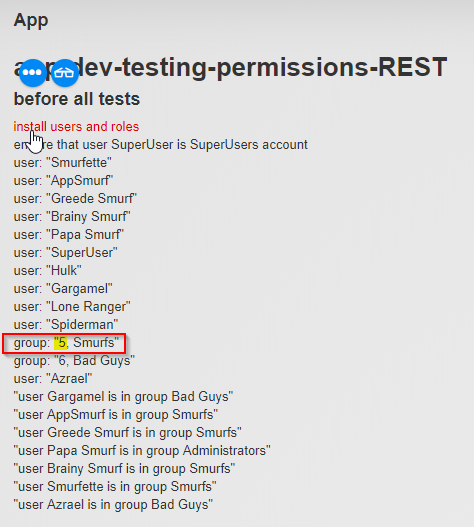 App
app-dev-testing-permissions-REST
before all tests
install users and roles
ensure that user SuperUser is SuperUsers account
user: "Smurfette"
user: "AppSmurf"
user: "Greede Smurf"
user: "Brainy Smurf"
user: "Papa Smurf"
user: "SuperUser"
user: "Hulk"
user: "Gargamel"
user: "Lone Ranger"
user: "Spiderman"
group: "5, Smurfs"
group: "6, Bad Guys"
user: "Azrael"
"user Gargamel is in group Bad Guys"
"user AppSmurf is in group Smurfs"
"user Greede Smurf is in group Smurfs"
"user Papa Smurf is in group Administrators"
"user Brainy Smurf is in group Smurfs"
"user Smurfette is in group Smurfs"
"user Azrael is in group Bad Guys"